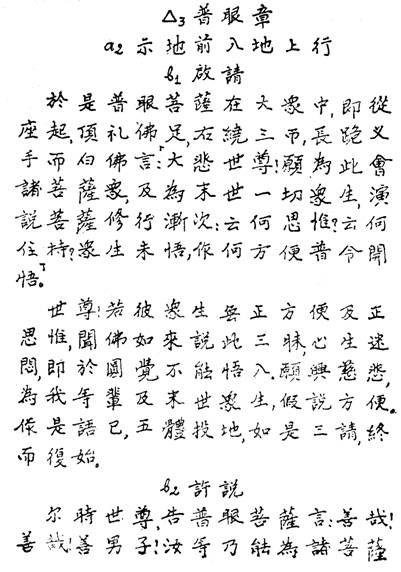 △3 普眼章
a2 示地前入地上行
b1 啟請
於是普眼菩薩在大眾中,即從
座起,頂礼佛足,右繞三帀,長跪叉
手而白佛言:「大悲世尊!願為此會
諸菩薩眾,及為末世一切眾生,演
說菩薩修行漸次:云何思惟?云何
住持?眾生未悟,作何方便普令開
悟。」
世尊!若彼眾生無正方便及正
思惟,聞佛如來說此三昧,心生迷
悶,即於圓覺不能悟入.願興慈悲,
為我等輩及末世眾生,假說方便。
作是語已,五體投地,如是三請,終
而復始。
b2 許說
尔時世尊,告普眼菩薩言:善哉!
善哉!善男子!汝等乃能為諸菩薩